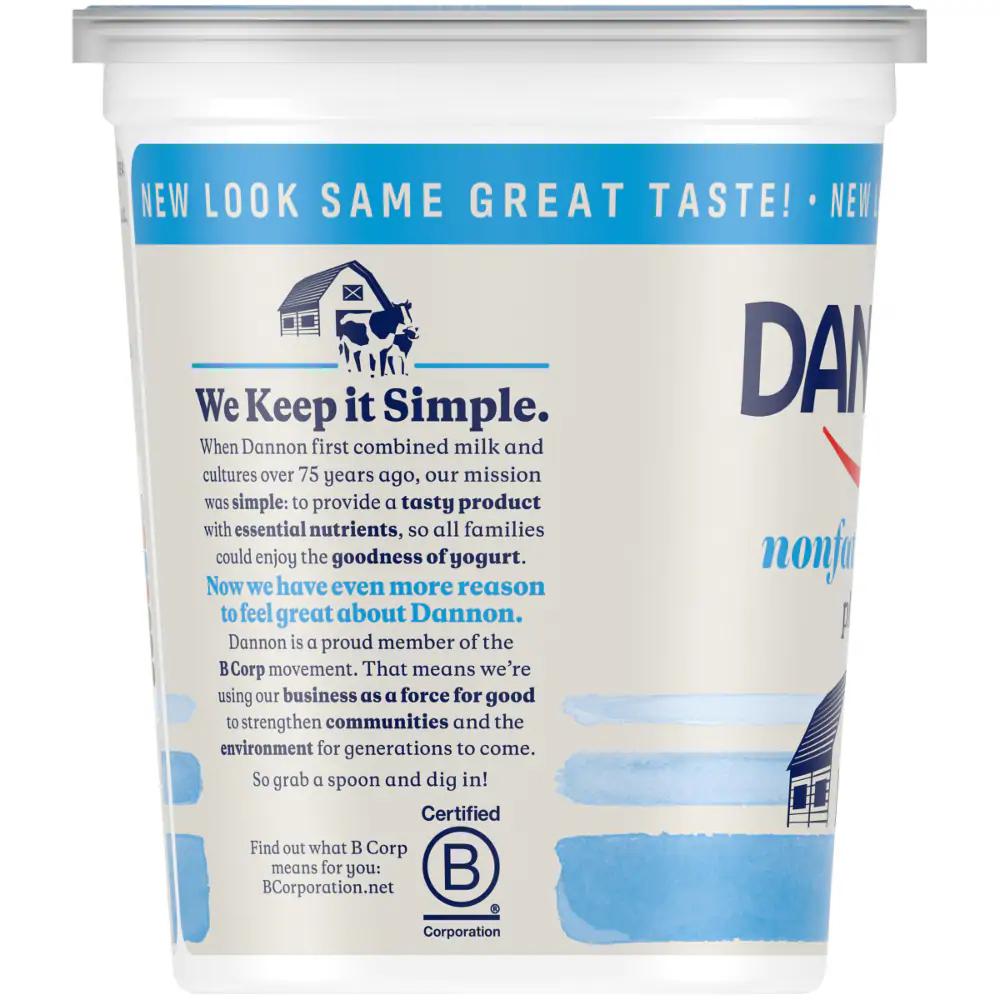 NEW LOOK SAME GREAT TASTE! • NEW
We Keep it Simple.
When Dannon first combined milk and
cultures over 75 years ago, our mission
was simple: to provide a tasty product
with essential nutrients, so all families
could enjoy the goodness of yogurt.
Now we have even more reason
to feel great about Dannon.
Dannon is a proud member of the
B Corp movement. That means we're
using our business as a force for good
to strengthen communities and the
environment for generations to come.
So grab a spoon and dig in!
Find out what B Corp
means for you:
BCorporation.net
Certified
B
®
Corporation
DAN
nonfat